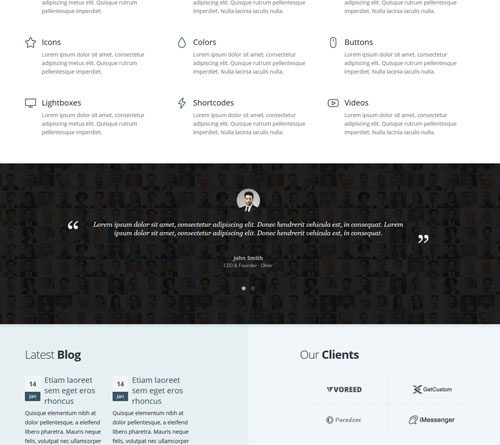 adipiscing metus elit. Quisque rutrum
pellentesque imperdiet.
adipiscing elit. Quisque rutrum pellentesque
imperdiet. Nulla lacinia iaculis nulla.
adipiscing elit. Quisque rutrum pellentesque
imperdiet. Nulla lacinia iaculis nulla.
Icons
Lorem ipsum dolor sit amet, consectetur
adipiscing metus elit. Quisque rutrum
pellentesque imperdiet.
Colors
Lorem ipsum dolor sit amet, consectetur
adipiscing elit. Quisque rutrum pellentesque
imperdiet. Nulla lacinia iaculis nulla.
Buttons
Lorem ipsum dolor sit amet, consectetur
adipiscing elit. Quisque rutrum pellentesque
imperdiet. Nulla lacinia iaculis nulla.
Lightboxes
Lorem ipsum dolor sit amet, consectetur
adipiscing metus elit. Quisque rutrum
pellentesque imperdiet.
Shortcodes
Lorem ipsum dolor sit amet, consectetur
adipiscing elit. Quisque rutrum pellentesque
imperdiet. Nulla lacinia iaculis nulla.
Videos
Lorem ipsum dolor sit amet, consectetur
adipiscing elit. Quisque rutrum pellentesque
imperdiet. Nulla lacinia iaculis nulla.
“ Lorem ipsum dolor sit amet, consectetur adipiscing elit. Donec hendrerit vehicula est, in consequat. Lorem
ipsum dolor sit amet, consectetur adipiscing elit. Donec hendrerit vehicula est, in consequat. ”
John Smith
CEO & Founder - Okler
Latest Blog
14
Jan
Etiam laoreet
sem eget eros
rhoncus
Quisque elementum nibh at
dolor pellentesque, a eleifend
libero pharetra. Mauris neque
felis, volutpat nec ullamcorper
14
Jan
Etiam laoreet
sem eget eros
rhoncus
Quisque elementum nibh at
dolor pellentesque, a eleifend
libero pharetra. Mauris neque
felis, volutpat nec ullamcorper
Our Clients
VOREED
GetCustom
Paradoxx
iMessenger